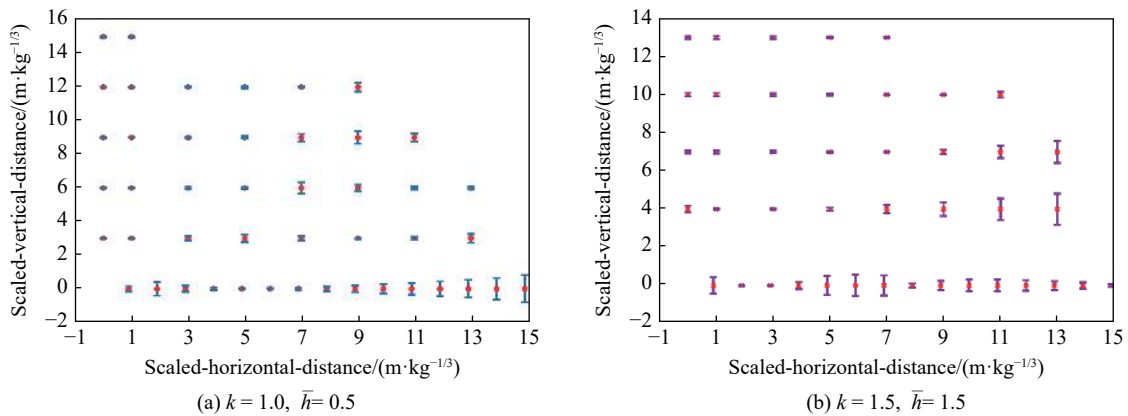 16
14
12
10
8
6
4
2
0
−2
−1 1 3 5 7 9 11 13 15
Scaled-vertical-distance/(m·kg−1/3)
Scaled-horizontal-distance/(m·kg−1/3)
(a) k = 1.0, h̅= 0.5
14
12
10
8
6
4
2
0
−2
−1 1 3 5 7 9 11 13 15
Scaled-vertical-distance/(m·kg−1/3)
Scaled-horizontal-distance/(m·kg−1/3)
(b) k = 1.5, h̅= 1.5